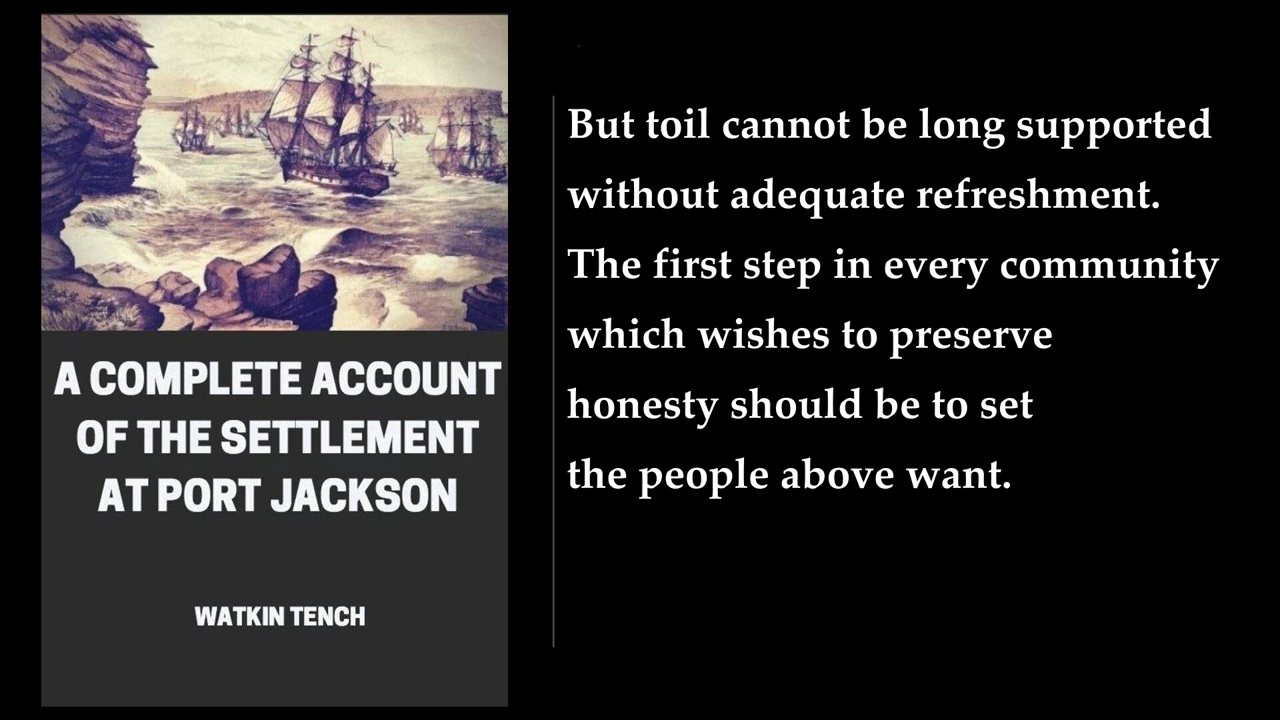 A COMPLETE ACCOUNT
OF THE SETTLEMENT
AT PORT JACKSON
WATKIN TENCH
But toil cannot be long supported
without adequate refreshment.
The first step in every community
which wishes to preserve
honesty should be to set
the people above want.